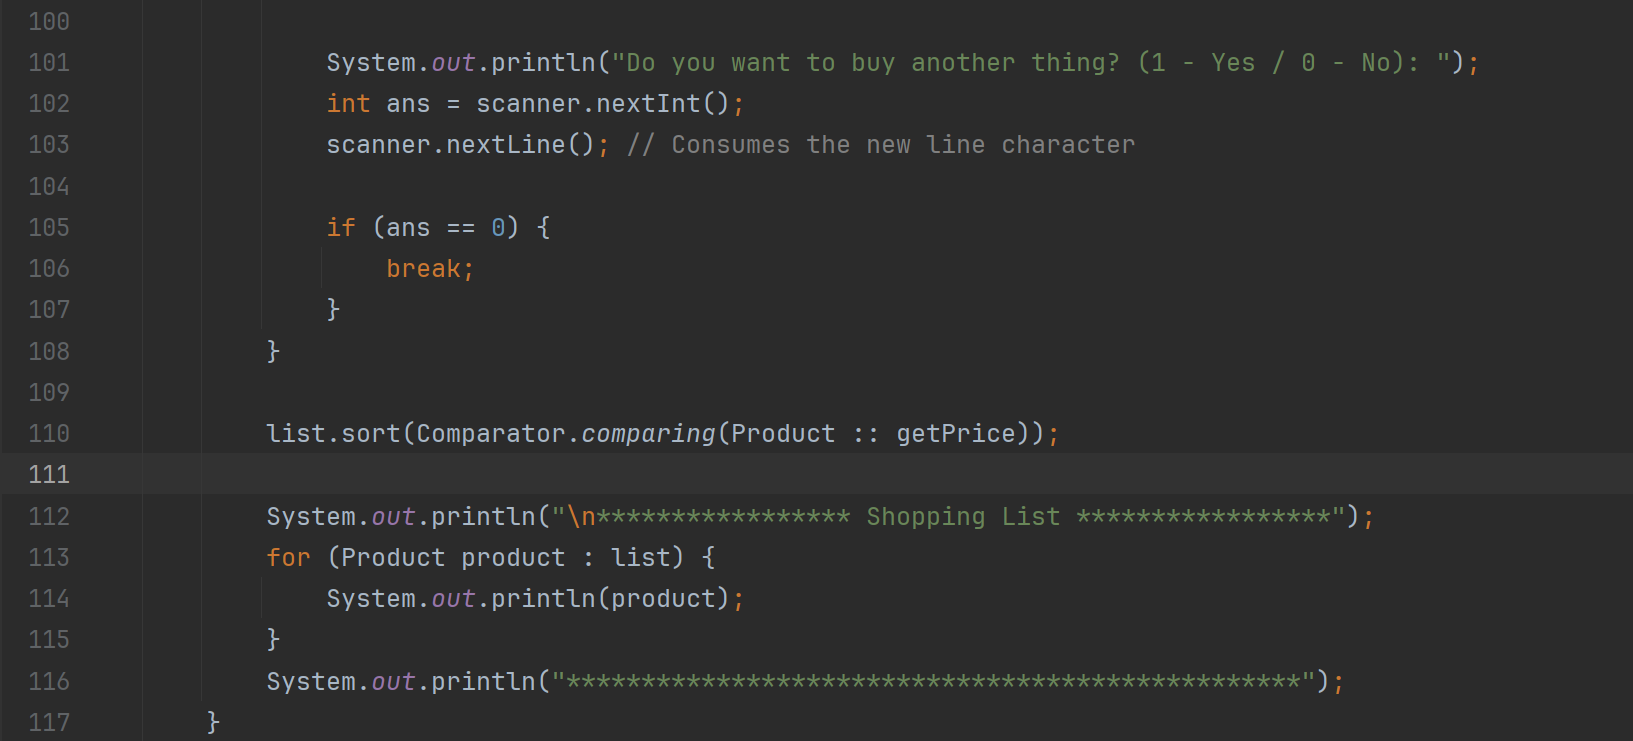 100
101 System.out.println("Do you want to buy another thing? (1 - Yes / 0 - No): ");
102 int ans = scanner.nextInt();
103 scanner.nextLine(); // Consumes the new line character
104
105 if (ans == 0) {
106 break;
107 }
108 }
109
110 list.sort(Comparator.comparing(Product :: getPrice));
111
112 System.out.println("\n***************** Shopping List *****************");
113 for (Product product : list) {
114 System.out.println(product);
115 }
116 System.out.println("*************************************************");
117 }